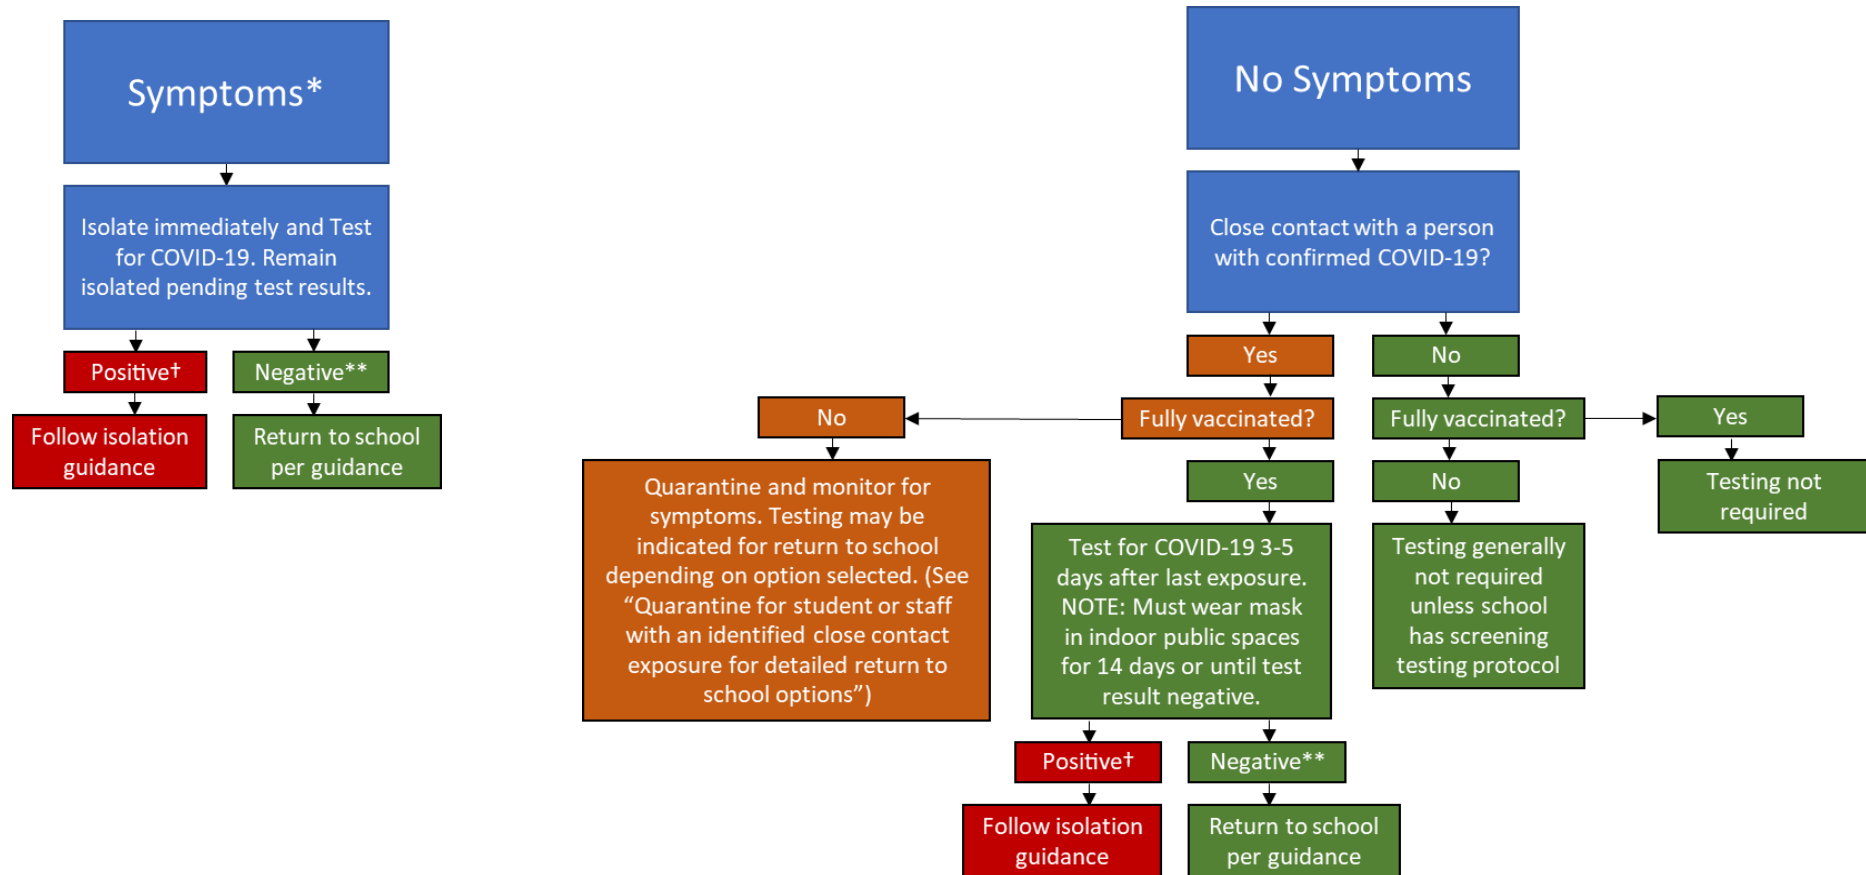 Symptoms*
Isolate immediately and Test
for COVID-19. Remain
isolated pending test results.
Positive†
Negative**
Follow isolation
guidance
Return to school
per guidance
No Symptoms
Close contact with a person
with confirmed COVID-19?
Yes
No
No
Fully vaccinated?
Fully vaccinated?
Yes
Quarantine and monitor for
symptoms. Testing may be
indicated for return to school
depending on option selected. (See
“Quarantine for student or staff
with an identified close contact
exposure for detailed return to
school options”)
Yes
No
Testing not
required
Test for COVID-19 3-5
days after last exposure.
NOTE: Must wear mask
in indoor public spaces
for 14 days or until test
result negative.
Testing generally
not required
unless school
has screening
testing protocol
Positive†
Negative**
Follow isolation
guidance
Return to school
per guidance